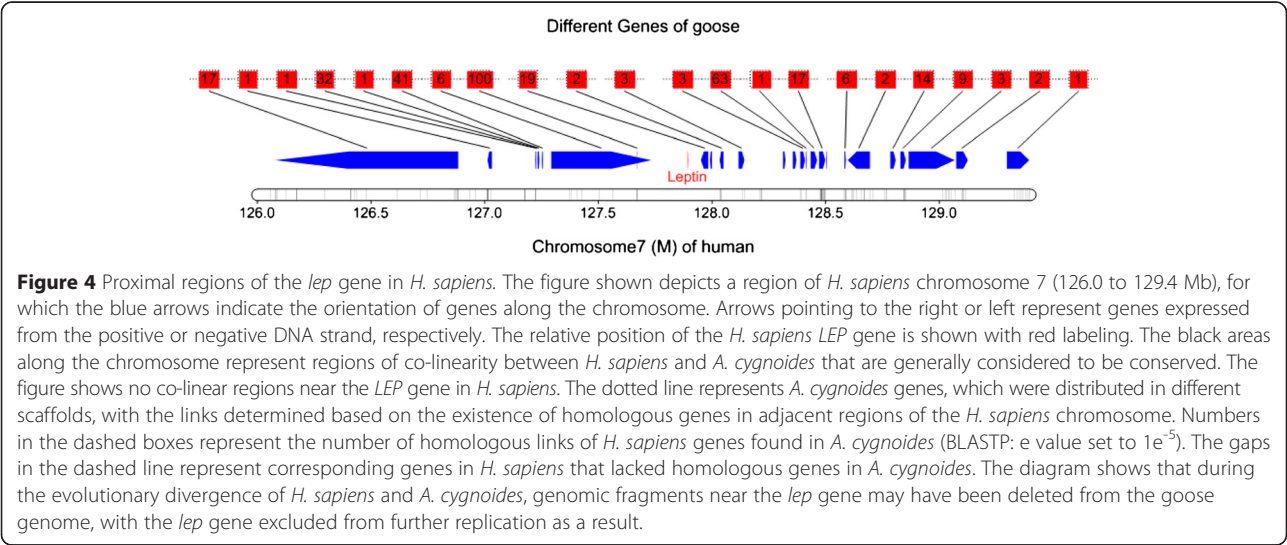 Different Genes of goose
17 1 1 32 1 41 6 100 19 2 3 3 63 1 17 6 2 14 9 3 2 1
Leptin
126.0 126.5 127.0 127.5 128.0 128.5 129.0
Chromosome7 (M) of human
Figure 4 Proximal regions of the lep gene in H. sapiens. The figure shown depicts a region of H. sapiens chromosome 7 (126.0 to 129.4 Mb), for
which the blue arrows indicate the orientation of genes along the chromosome. Arrows pointing to the right or left represent genes expressed
from the positive or negative DNA strand, respectively. The relative position of the H. sapiens LEP gene is shown with red labeling. The black areas
along the chromosome represent regions of co-linearity between H. sapiens and A. cygnoides that are generally considered to be conserved. The
figure shows no co-linear regions near the LEP gene in H. sapiens. The dotted line represents A. cygnoides genes, which were distributed in different
scaffolds, with the links determined based on the existence of homologous genes in adjacent regions of the H. sapiens chromosome. Numbers
in the dashed boxes represent the number of homologous links of H. sapiens genes found in A. cygnoides (BLASTP: e value set to 1e⁻⁵). The gaps
in the dashed line represent corresponding genes in H. sapiens that lacked homologous genes in A. cygnoides. The diagram shows that during
the evolutionary divergence of H. sapiens and A. cygnoides, genomic fragments near the lep gene may have been deleted from the goose
genome, with the lep gene excluded from further replication as a result.